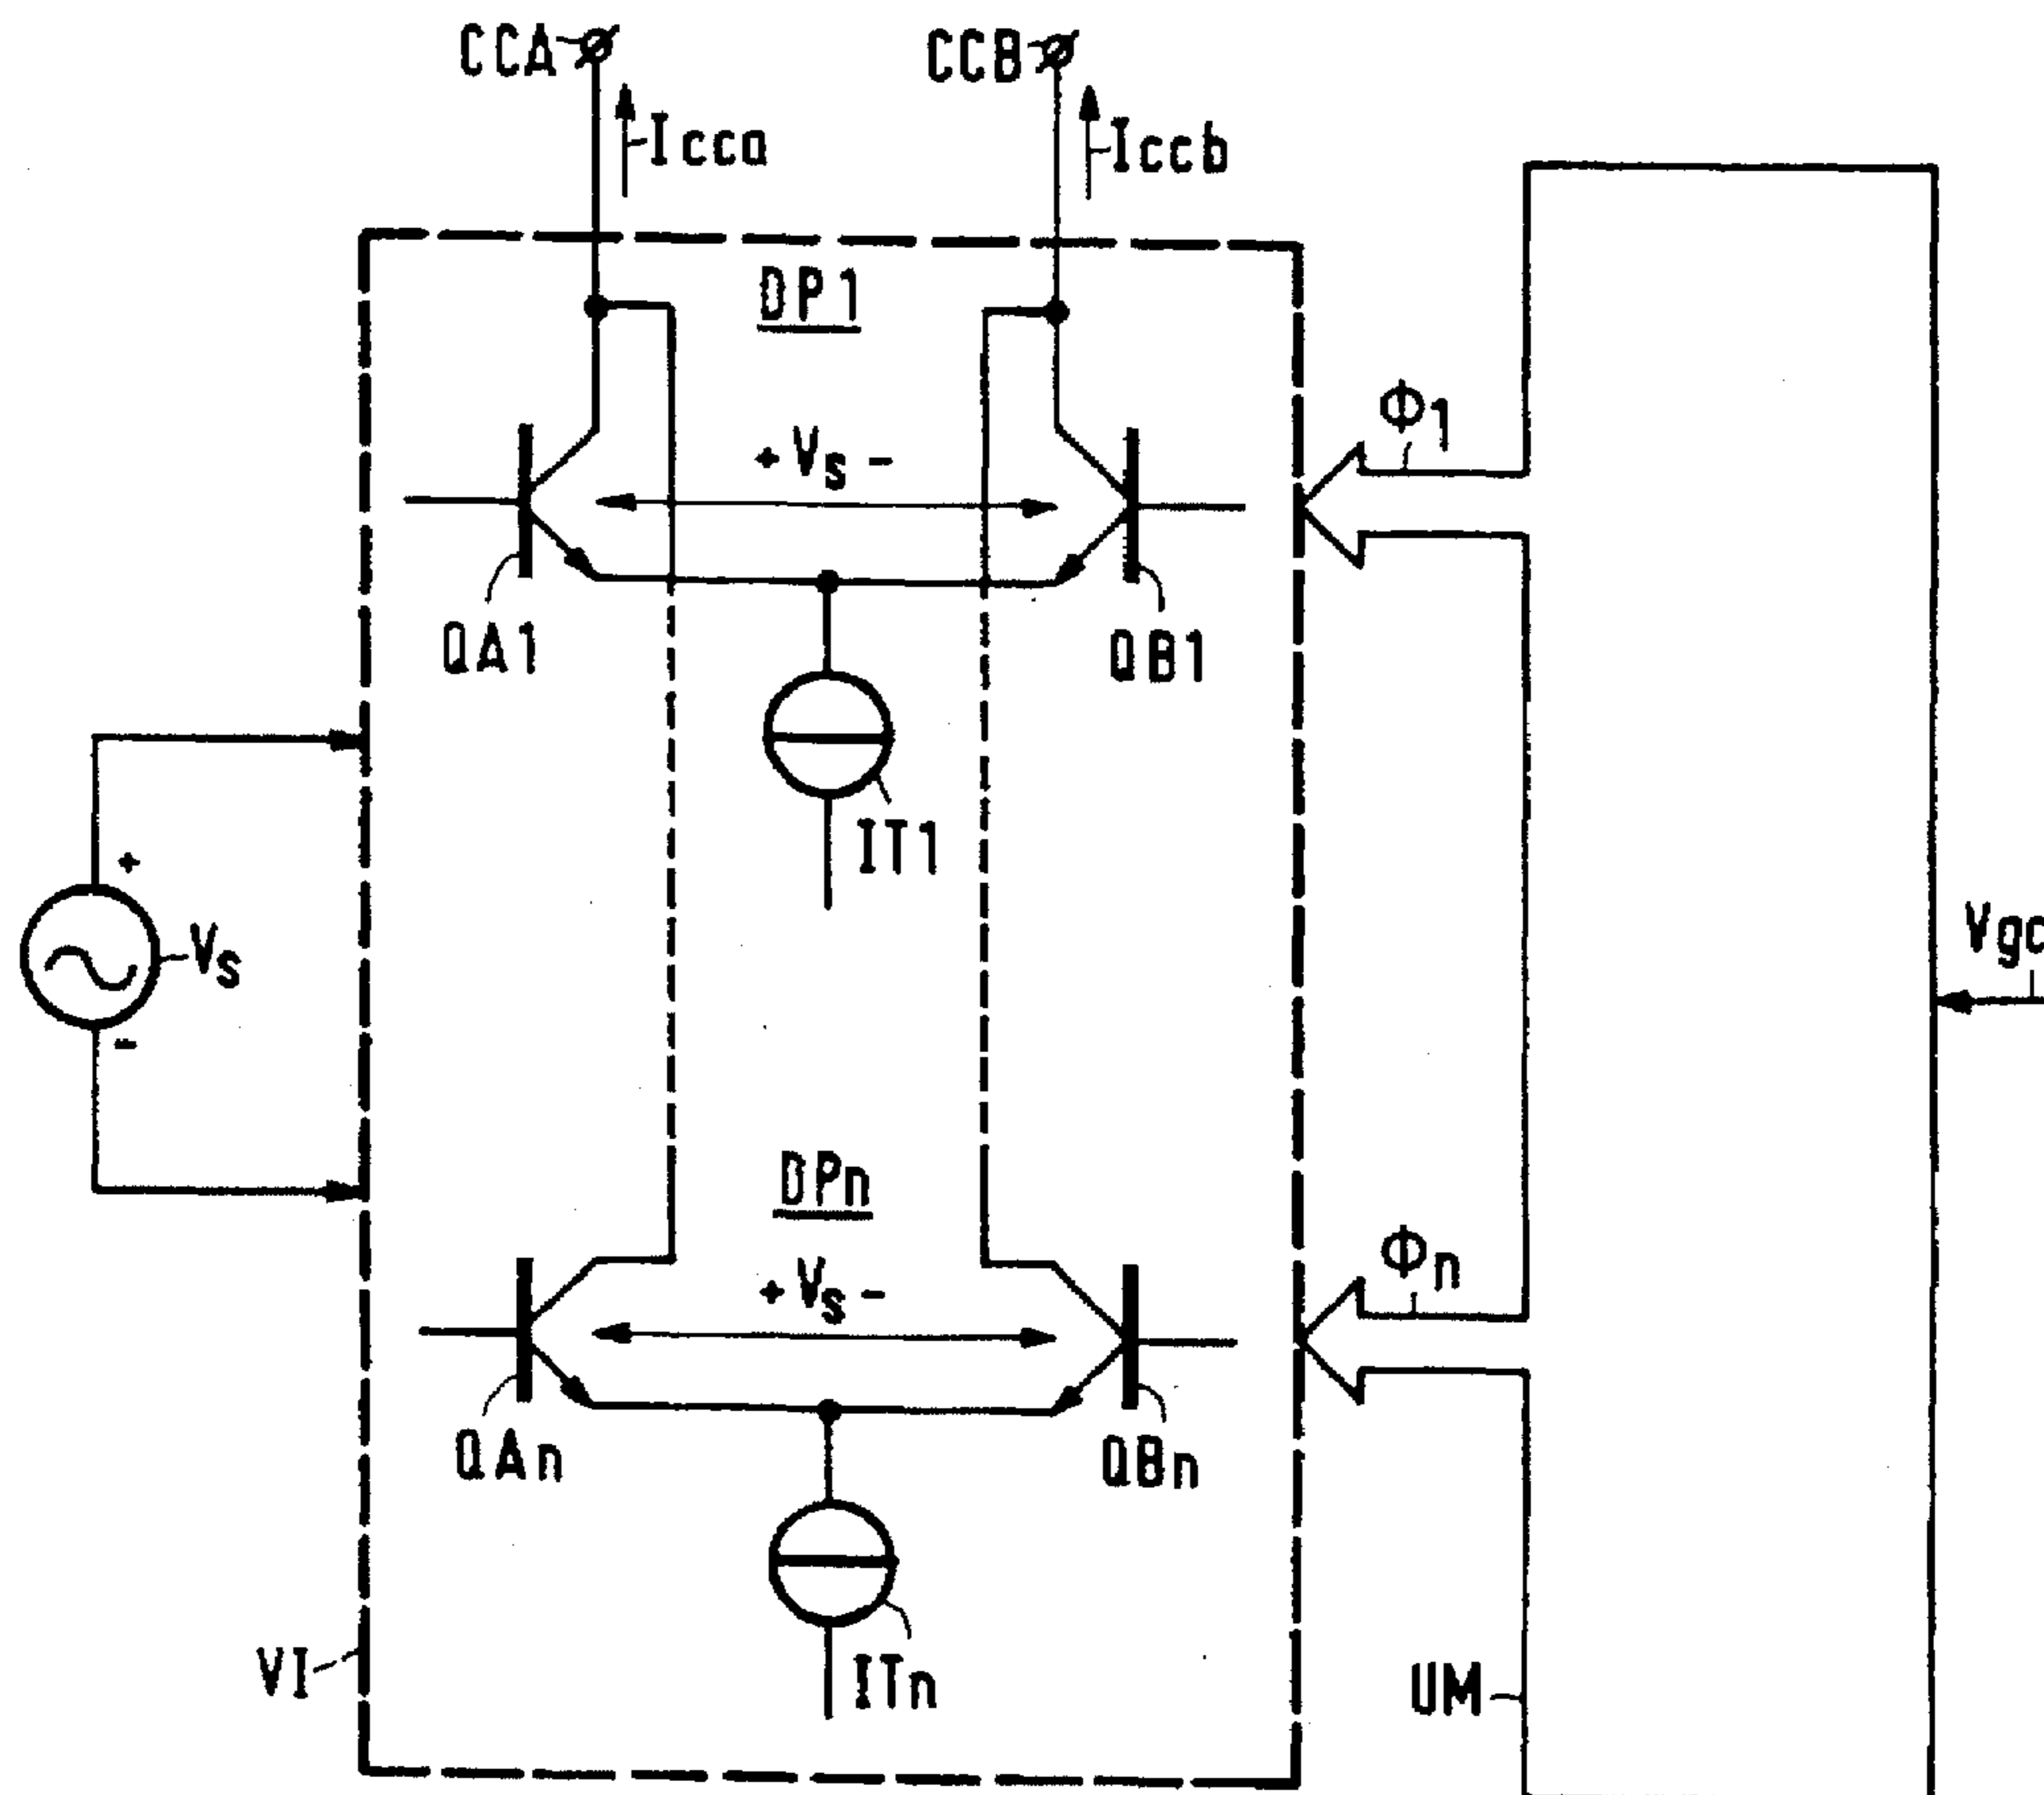 CCA
CCB
Icca
Iccb
DP1
Φ1
+ Vs -
QA1
QB1
IT1
+
Vs
-
Vgc
DPn
Φn
+ Vs -
QAn
QBn
ITn
VI
UM